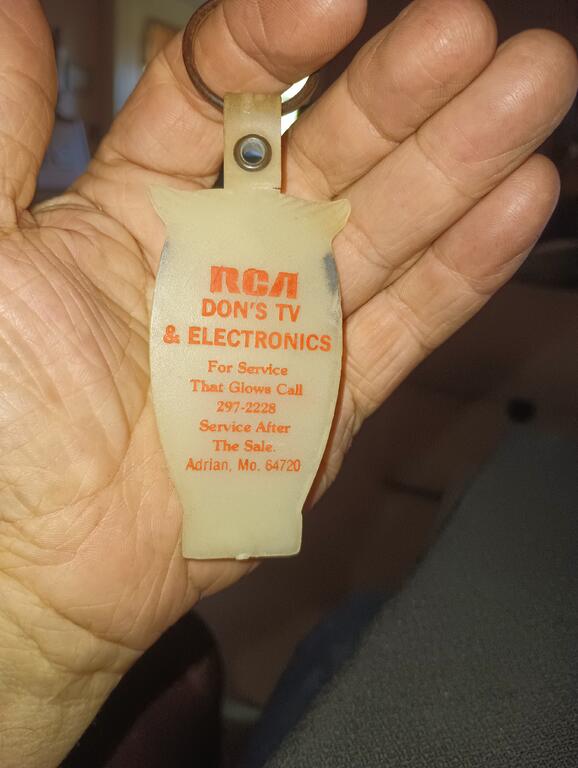 RCA
DON'S TV
& ELECTRONICS
For Service
That Glows Call
297-2228
Service After
The Sale.
Adrian, Mo. 64720